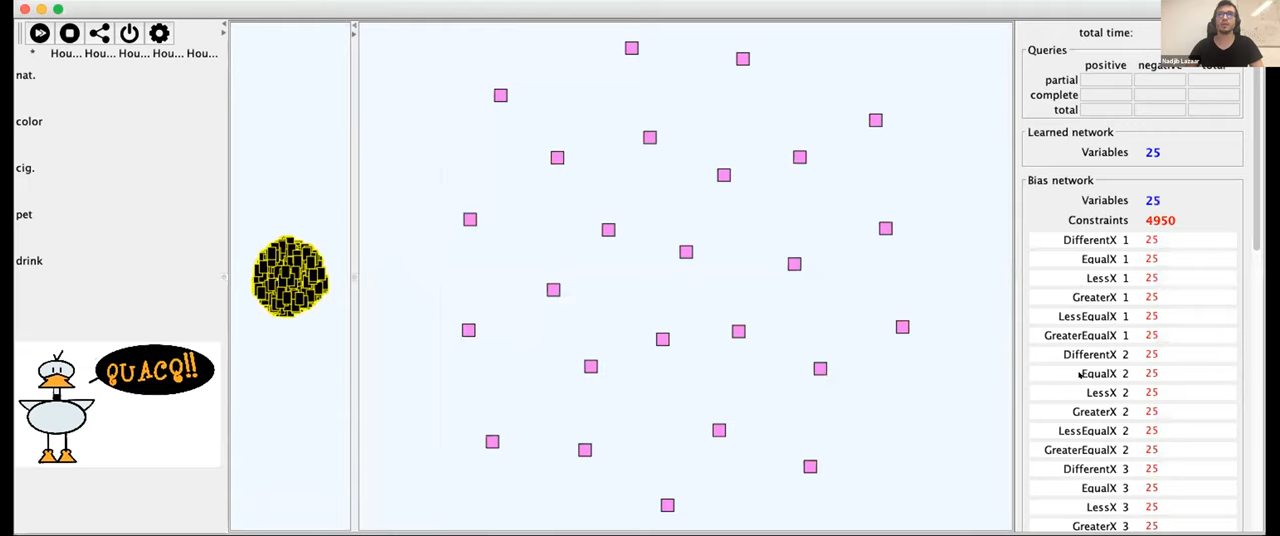 * Hou... Hou... Hou... Hou... Hou...
nat.
color
cig.
pet
drink
QUACQ!!
total time:
Queries
positive negative total
partial
complete
total
Learned network
Variables 25
Bias network
Variables 25
Constraints 4950
DifferentX 1 25
EqualX 1 25
LessX 1 25
GreaterX 1 25
LessEqualX 1 25
GreaterEqualX 1 25
DifferentX 2 25
EqualX 2 25
LessX 2 25
GreaterX 2 25
LessEqualX 2 25
GreaterEqualX 2 25
DifferentX 3 25
EqualX 3 25
LessX 3 25
GreaterX 3 25
Nadjib Lazaar